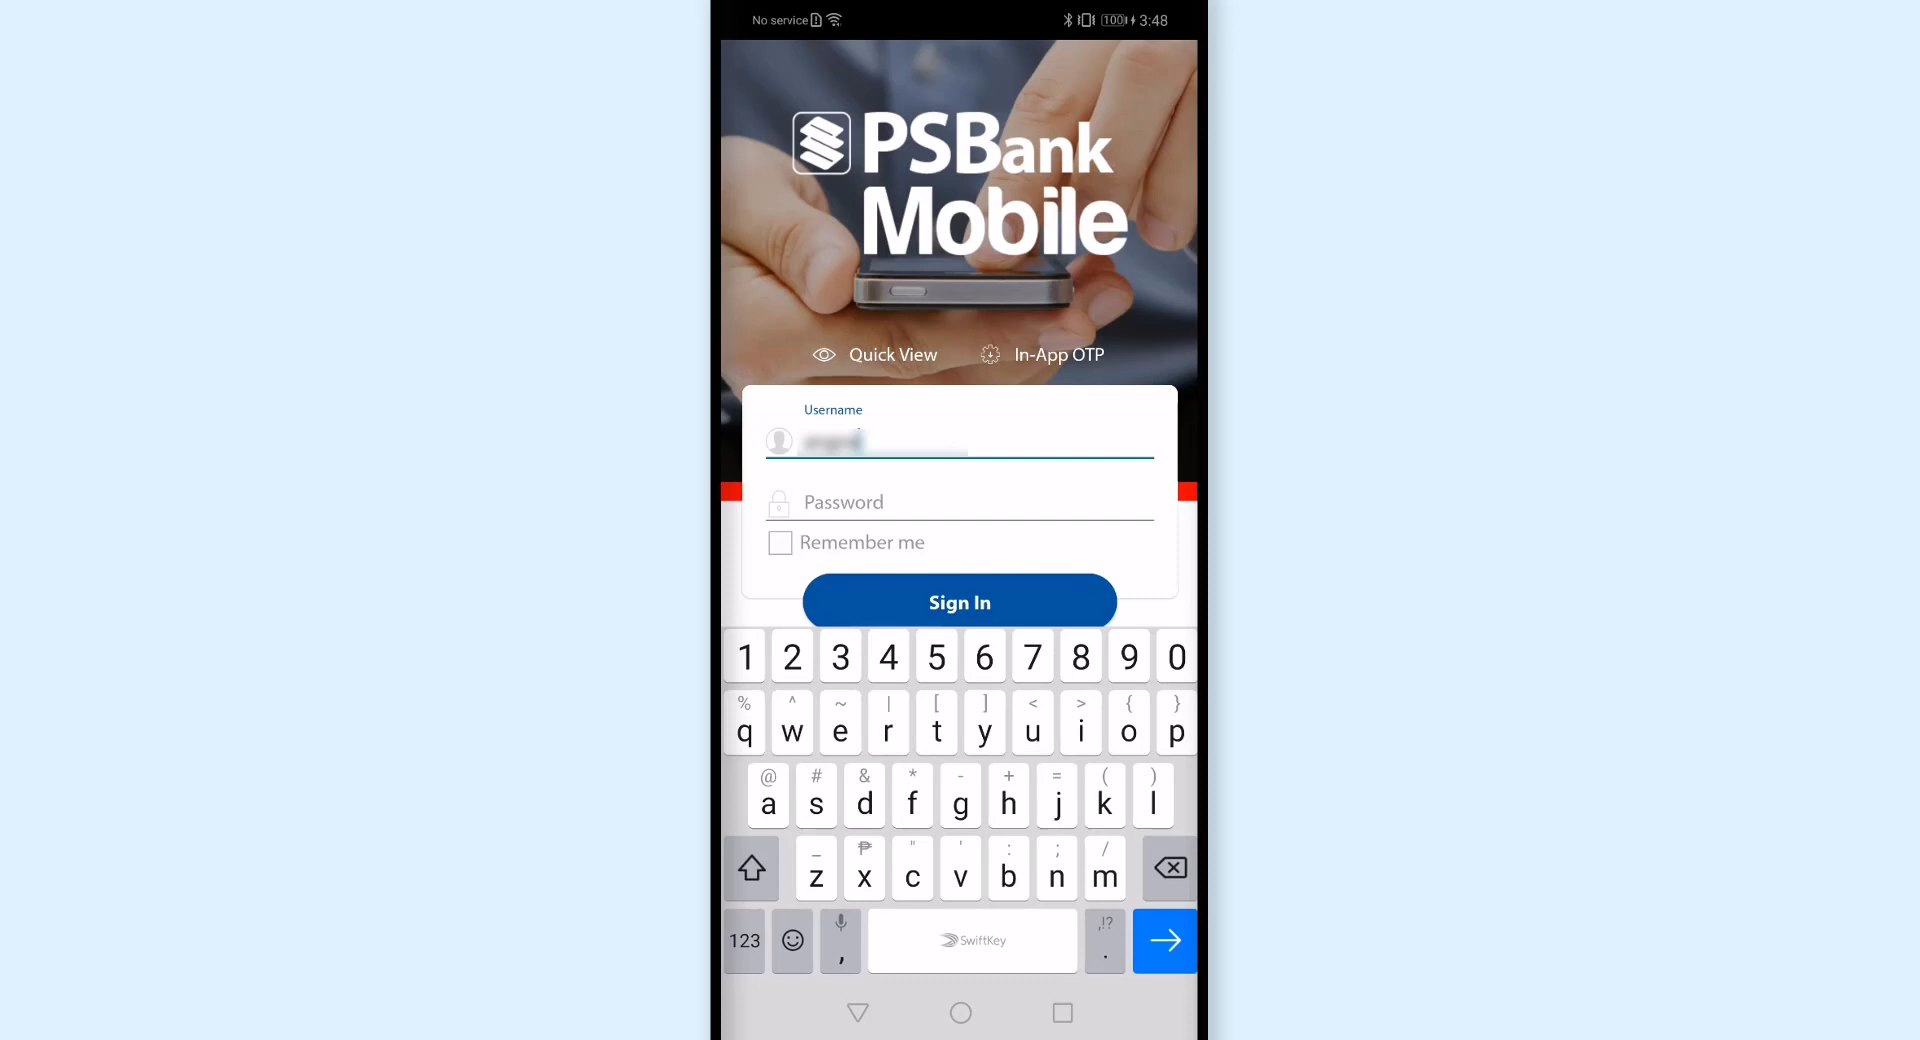 No service 100 3:48
PSBank
Mobile
Quick View In-App OTP
Username
Password
Remember me
Sign In
1 2 3 4 5 6 7 8 9 0
% ^ ~ | [ ] < > { }
q w e r t y u i o p
@ # & * - + = ( )
a s d f g h j k l
_ ₱ " ' : ; /
z x c v b n m
,!?
123 , SwiftKey .